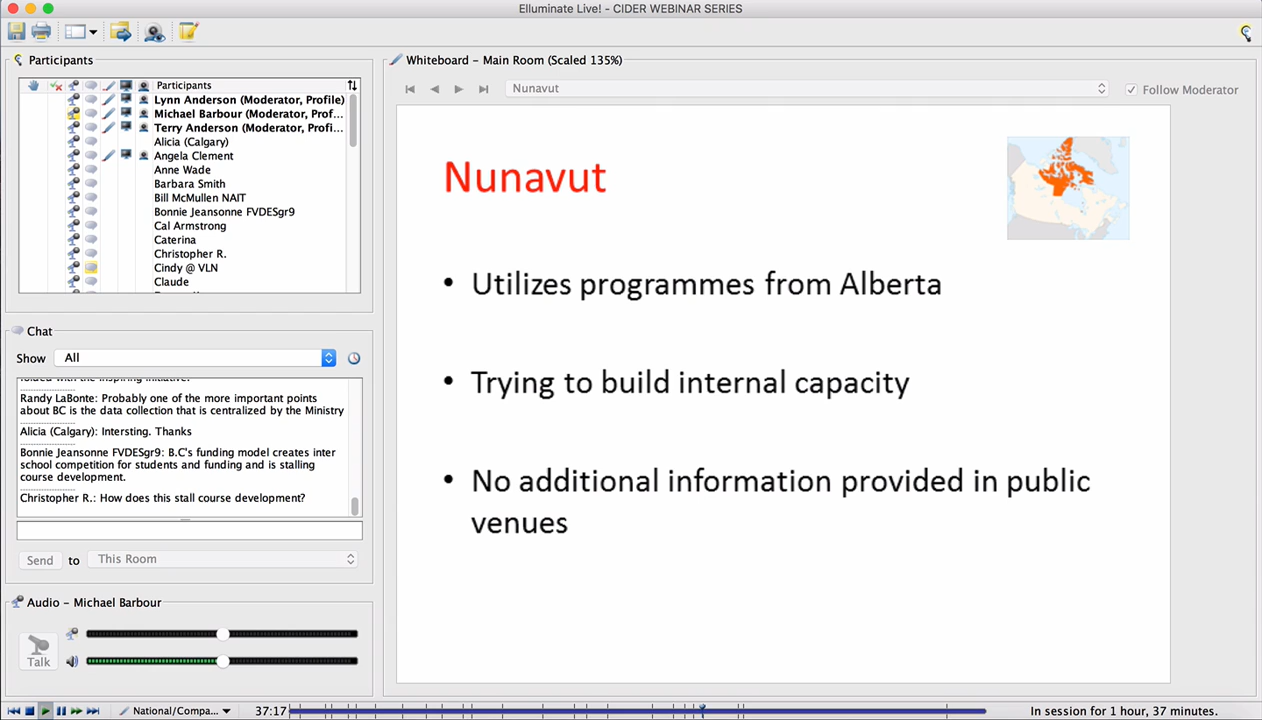 Elluminate Live! - CIDER WEBINAR SERIES
Participants
Participants
Lynn Anderson (Moderator, Profile)
Michael Barbour (Moderator, Prof...
Terry Anderson (Moderator, Profi...
Alicia (Calgary)
Angela Clement
Anne Wade
Barbara Smith
Bill McMullen NAIT
Bonnie Jeansonne FVDESgr9
Cal Armstrong
Caterina
Christopher R.
Cindy @ VLN
Claude
Chat
Show All
folded with the inspiring initiative.
Randy LaBonte: Probably one of the more important points
about BC is the data collection that is centralized by the Ministry
Alicia (Calgary): Intersting. Thanks
Bonnie Jeansonne FVDESgr9: B.C's funding model creates inter
school competition for students and funding and is stalling
course development.
Christopher R.: How does this stall course development?
Send to This Room
Audio - Michael Barbour
Talk
Whiteboard - Main Room (Scaled 135%)
Nunavut
Follow Moderator
Nunavut
• Utilizes programmes from Alberta
• Trying to build internal capacity
• No additional information provided in public
venues
National/Compa...
37:17
In session for 1 hour, 37 minutes.